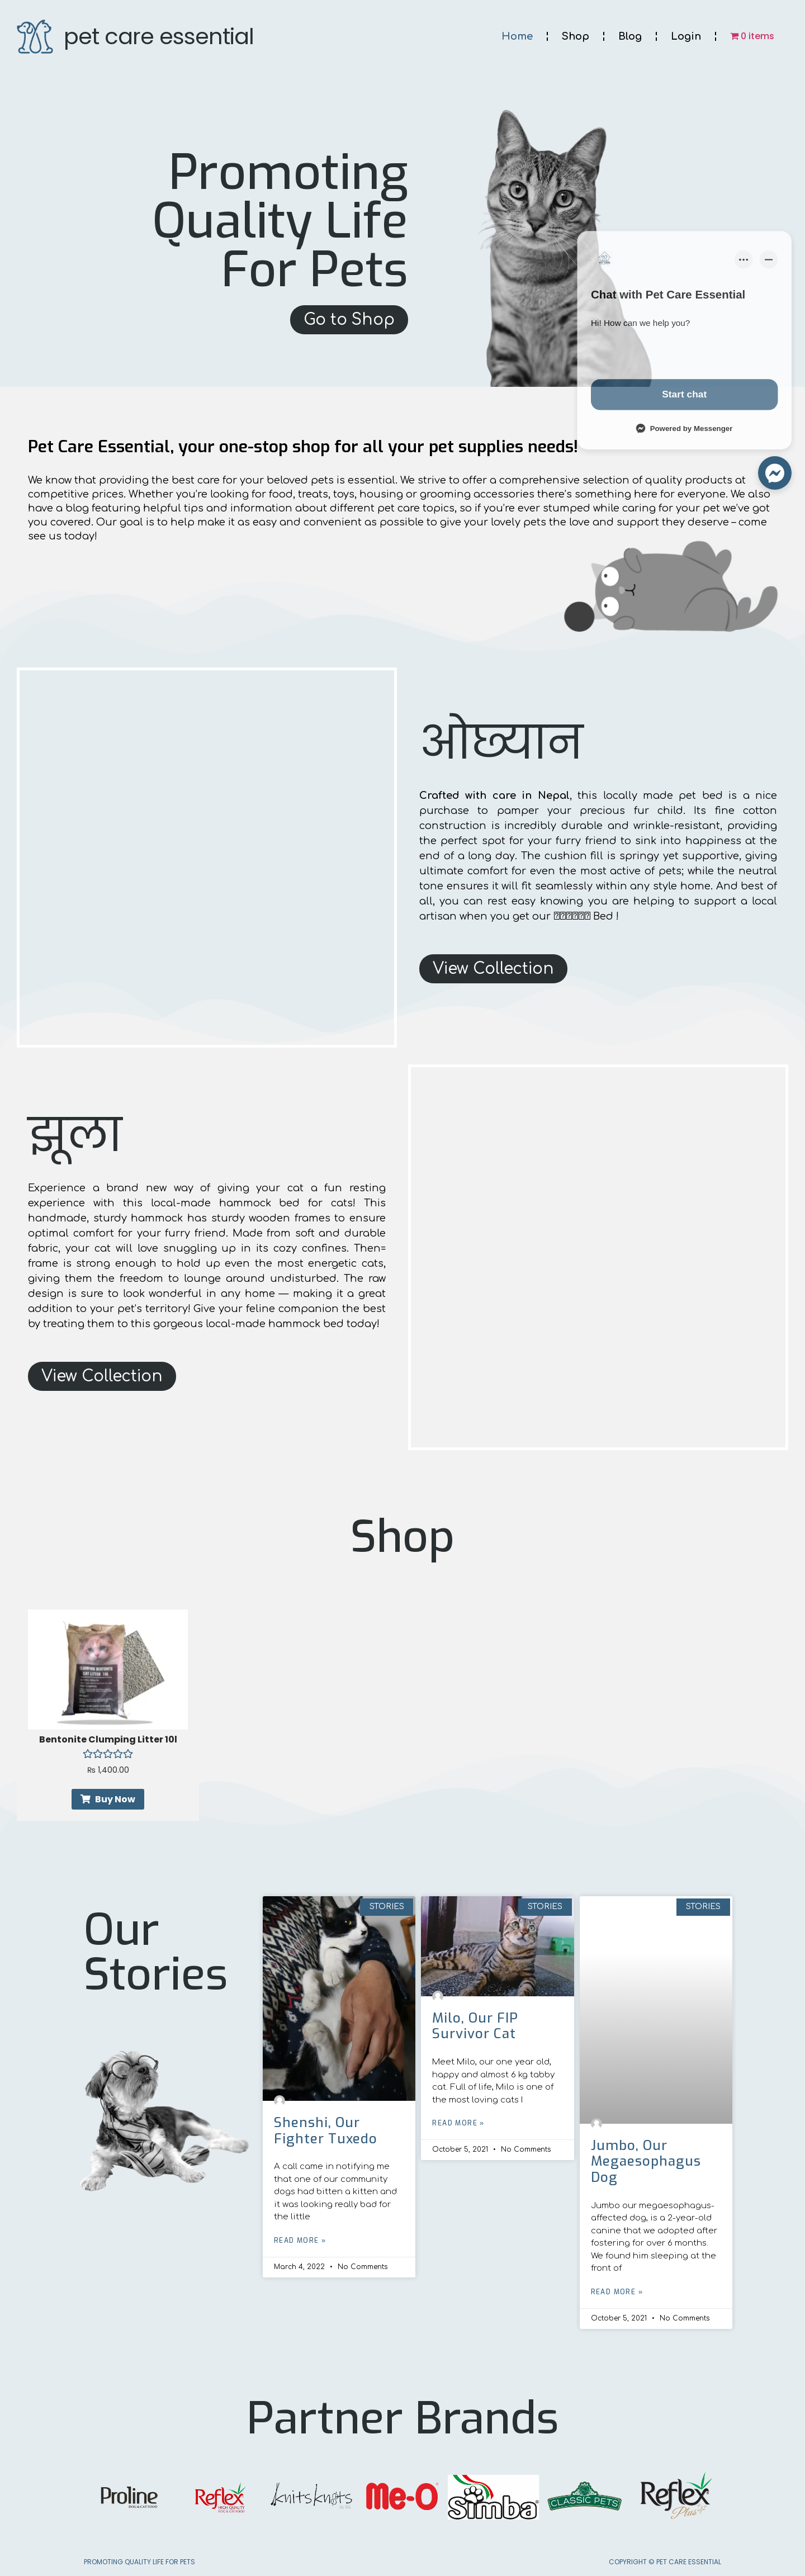 pet care essential
Home
Shop
Blog
Login
0 items
Promoting
Quality Life
For Pets
Go to Shop
Chat with Pet Care Essential
Hi! How can we help you?
Start chat
Powered by Messenger
Pet Care Essential, your one-stop shop for all your pet supplies needs!
We know that providing the best care for your beloved pets is essential. We strive to offer a comprehensive selection of quality products at
competitive prices. Whether you're looking for food, treats, toys, housing or grooming accessories there's something here for everyone. We also
have a blog featuring helpful tips and information about different pet care topics, so if you're ever stumped while caring for your pet we've got
you covered. Our goal is to help make it as easy and convenient as possible to give your lovely pets the love and support they deserve – come
see us today!
ओछ्यान
Crafted with care in Nepal, this locally made pet bed is a nice
purchase to pamper your precious fur child. Its fine cotton
construction is incredibly durable and wrinkle-resistant, providing
the perfect spot for your furry friend to sink into happiness at the
end of a long day. The cushion fill is springy yet supportive, giving
ultimate comfort for even the most active of pets; while the neutral
tone ensures it will fit seamlessly within any style home. And best of
all, you can rest easy knowing you are helping to support a local
artisan when you get our Bed !
View Collection
झूला
Experience a brand new way of giving your cat a fun resting
experience with this local-made hammock bed for cats! This
handmade, sturdy hammock has sturdy wooden frames to ensure
optimal comfort for your furry friend. Made from soft and durable
fabric, your cat will love snuggling up in its cozy confines. Then=
frame is strong enough to hold up even the most energetic cats,
giving them the freedom to lounge around undisturbed. The raw
design is sure to look wonderful in any home — making it a great
addition to your pet's territory! Give your feline companion the best
by treating them to this gorgeous local-made hammock bed today!
View Collection
Shop
CLUMPING BENTONITE
CAT LITTER 10L
Bentonite Clumping Litter 10l
₨ 1,400.00
Buy Now
Our
Stories
STORIES
Shenshi, Our
Fighter Tuxedo
A call came in notifying me
that one of our community
dogs had bitten a kitten and
it was looking really bad for
the little
READ MORE »
March 4, 2022 • No Comments
STORIES
Milo, Our FIP
Survivor Cat
Meet Milo, our one year old,
happy and almost 6 kg tabby
cat. Full of life, Milo is one of
the most loving cats I
READ MORE »
October 5, 2021 • No Comments
STORIES
Jumbo, Our
Megaesophagus
Dog
Jumbo our megaesophagus-
affected dog, is a 2-year-old
canine that we adopted after
fostering for over 6 months.
We found him sleeping at the
front of
READ MORE »
October 5, 2021 • No Comments
Partner Brands
Proline
Reflex
HIGH QUALITY
knitsKnots
Me-O
Simba
CLASSIC PETS
Reflex
Plus+
PROMOTING QUALITY LIFE FOR PETS
COPYRIGHT © PET CARE ESSENTIAL